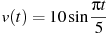 v(t) = 10 sin πt/5